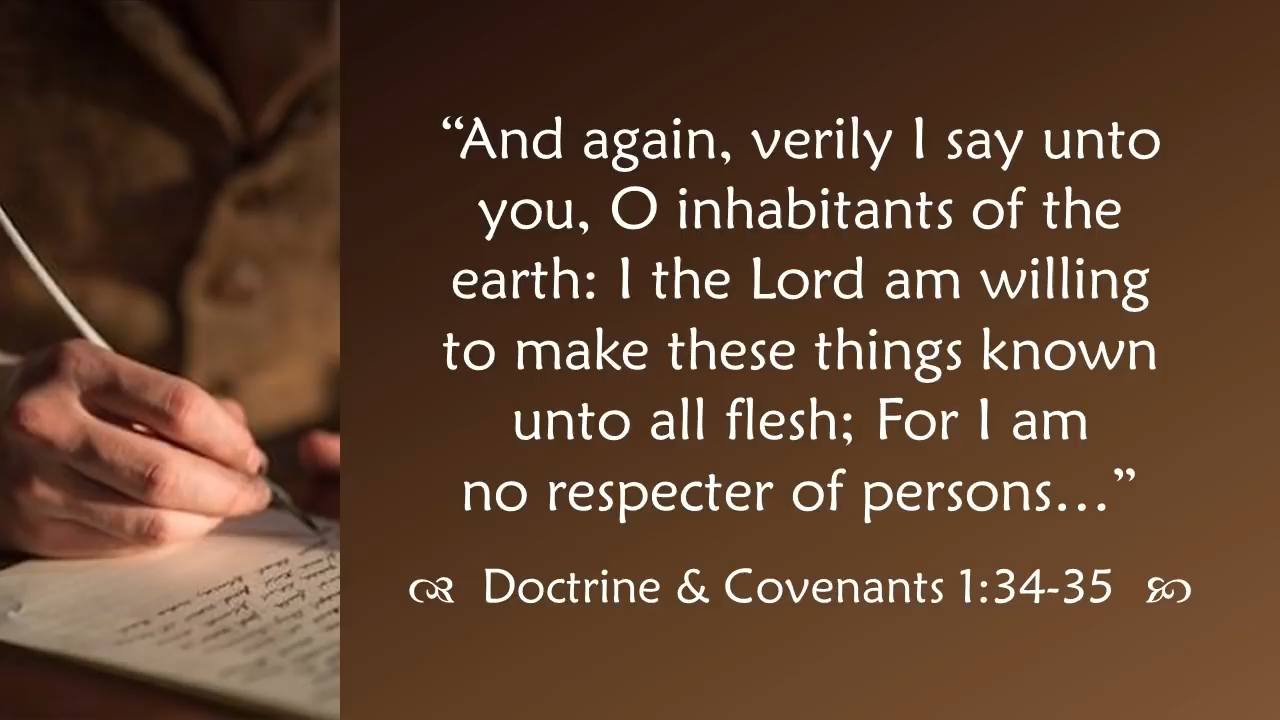 “And again, verily I say unto
you, O inhabitants of the
earth: I the Lord am willing
to make these things known
unto all flesh; For I am
no respecter of persons…”
Doctrine & Covenants 1:34-35